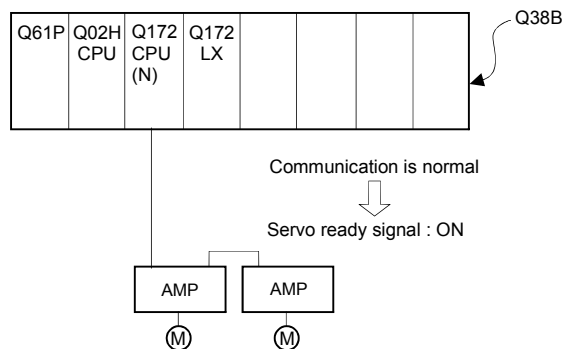 Q38B
Q61P
Q02H
CPU
Q172
CPU
(N)
Q172
LX
Communication is normal
Servo ready signal : ON
AMP
AMP
M
M